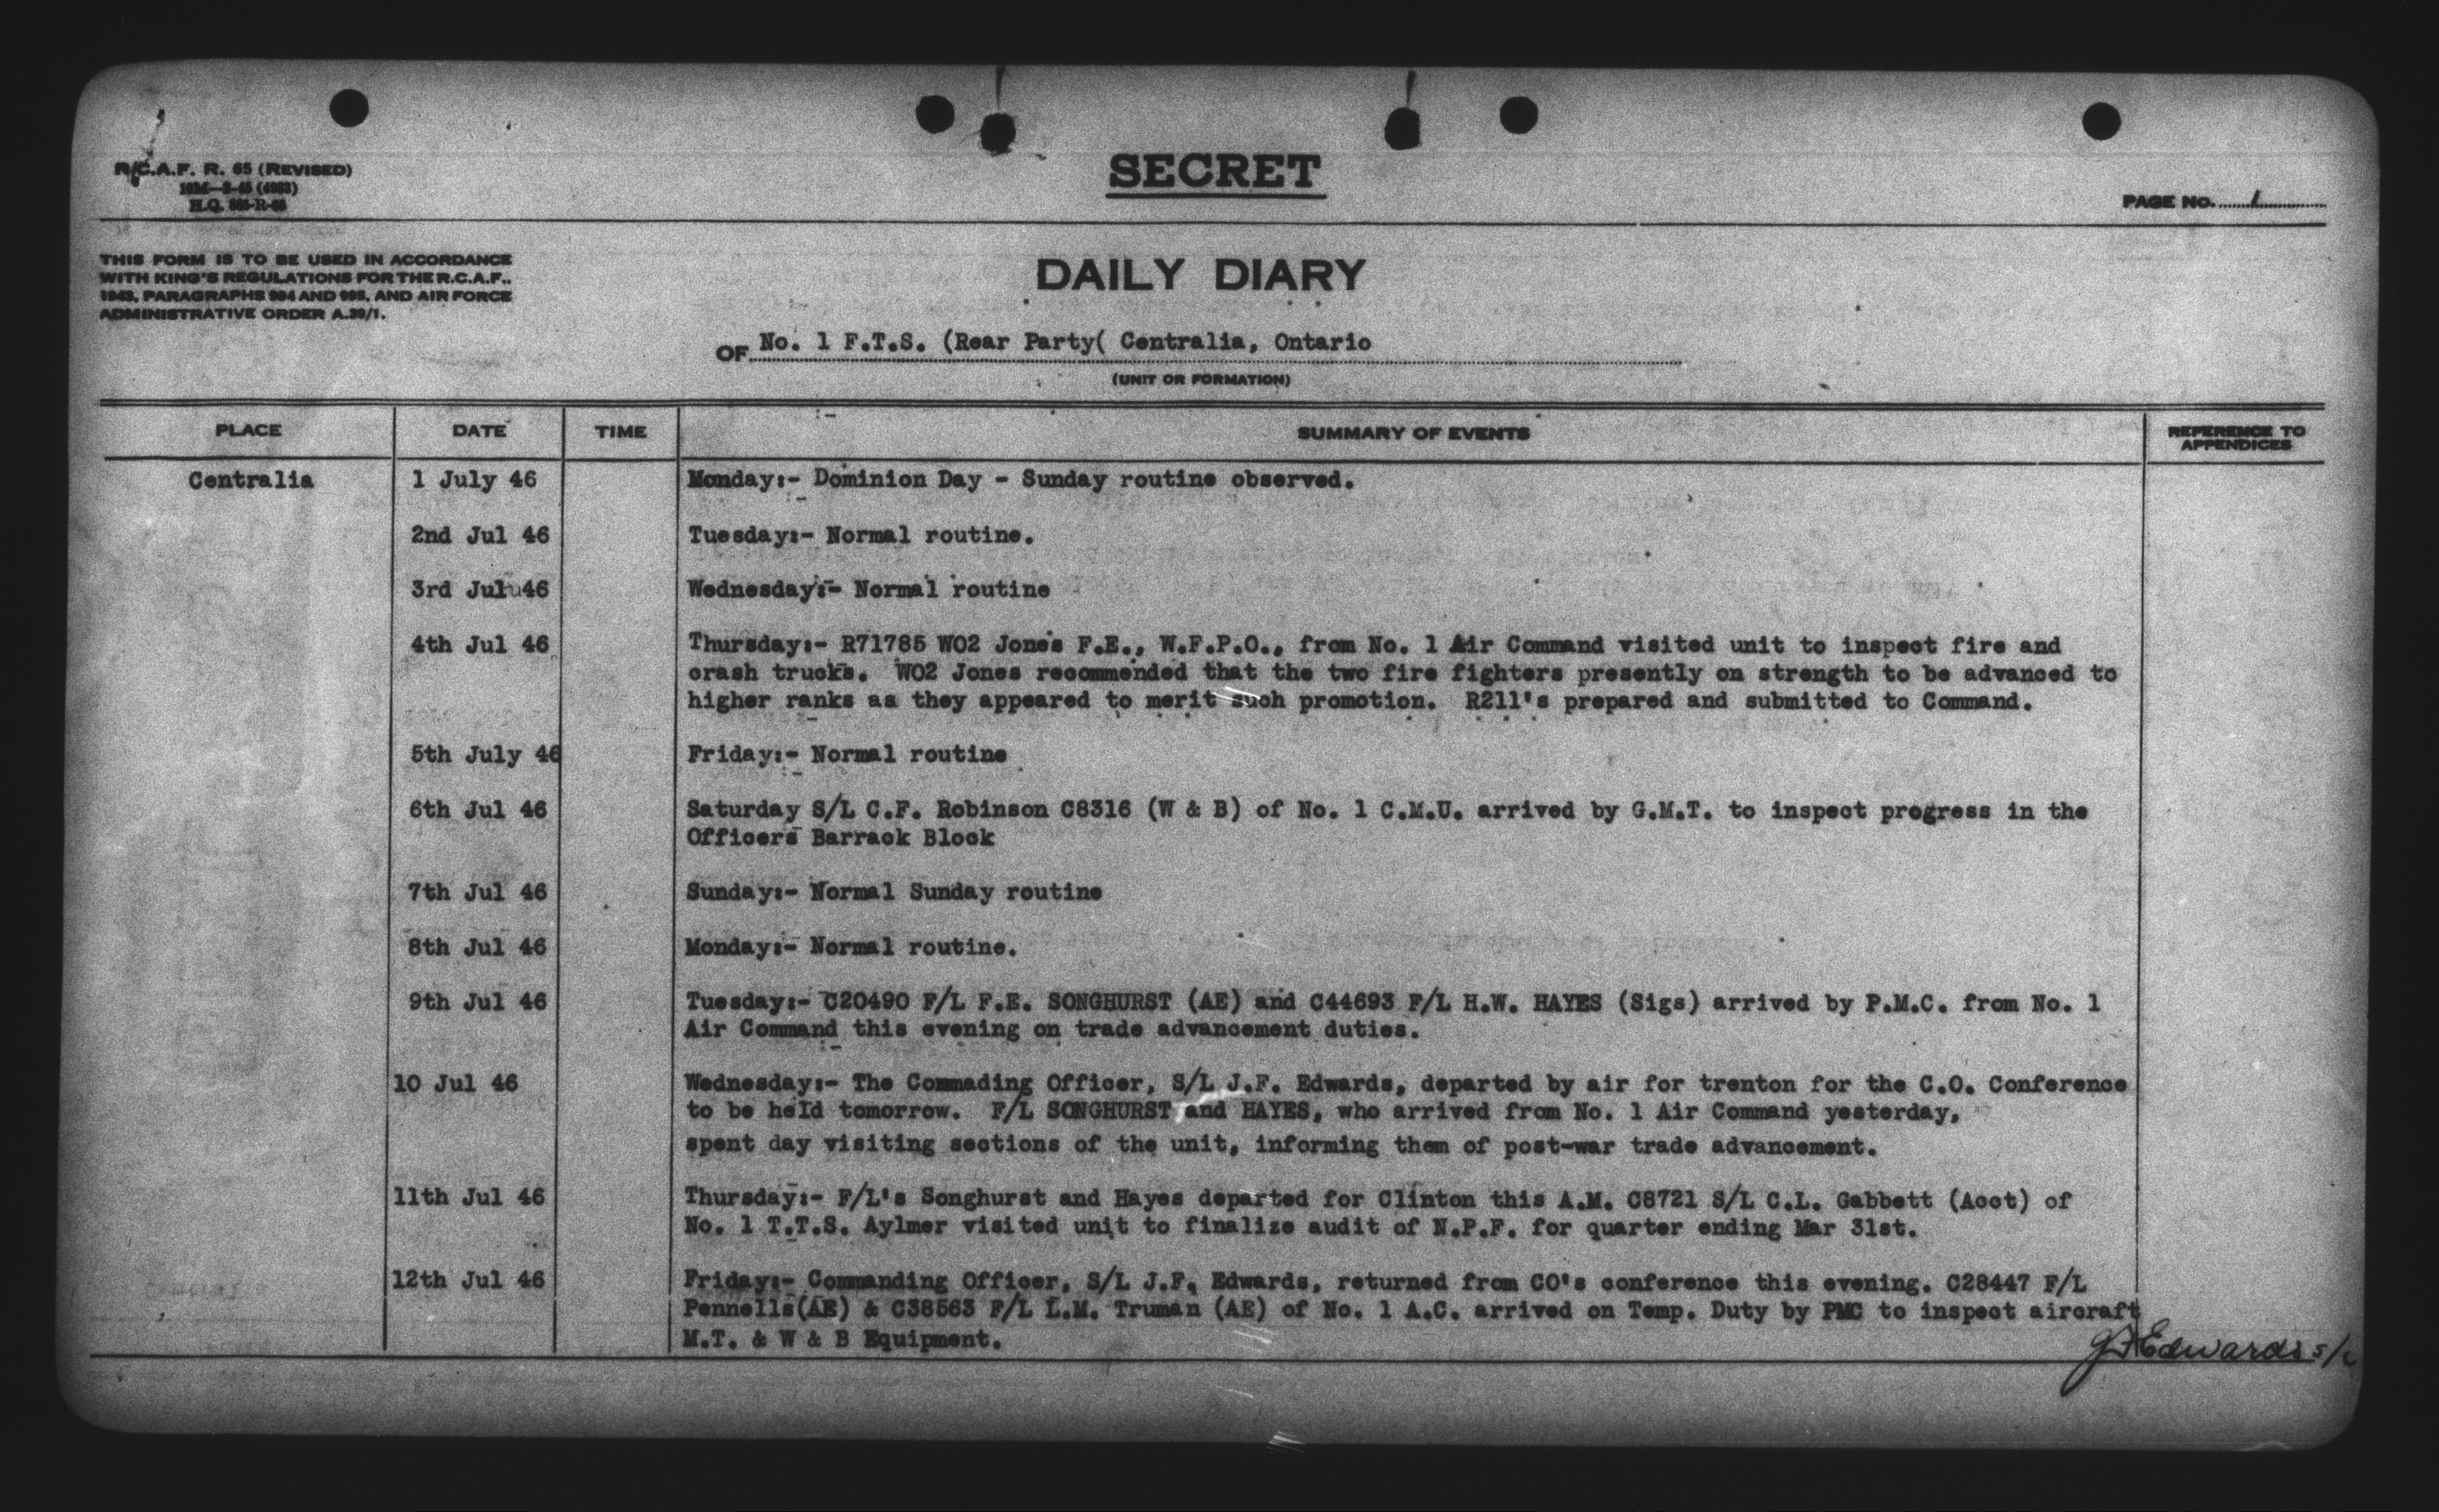 R.C.A.F. R. 65 (REVISED)
H.Q. 885-R-65
SECRET
PAGE NO. 1
THIS FORM IS TO BE USED IN ACCORDANCE
WITH KING'S REGULATIONS FOR THE R.C.A.F.,
1943, PARAGRAPHS 994 AND 995, AND AIR FORCE
ADMINISTRATIVE ORDER A.39/1.
DAILY DIARY
OF No. 1 F.T.S. (Rear Party( Centralia, Ontario
(UNIT OR FORMATION)
PLACE DATE TIME SUMMARY OF EVENTS REFERENCE TO APPENDICES
Centralia 1 July 46 Monday:- Dominion Day - Sunday routine observed.
2nd Jul 46 Tuesday:- Normal routine.
3rd Jul 46 Wednesday:- Normal routine
4th Jul 46 Thursday:- R71785 WO2 Jones F.E., W.F.P.O., from No. 1 Air Command visited unit to inspect fire and
crash trucks. WO2 Jones recommended that the two fire fighters presently on strength to be advanced to
higher ranks as they appeared to merit such promotion. R211's prepared and submitted to Command.
5th July 46 Friday:- Normal routine
6th Jul 46 Saturday S/L C.F. Robinson C8316 (W & B) of No. 1 C.M.U. arrived by G.M.T. to inspect progress in the
Officers Barrack Block
7th Jul 46 Sunday:- Normal Sunday routine
8th Jul 46 Monday:- Normal routine.
9th Jul 46 Tuesday:- C20490 F/L F.E. SONGHURST (AE) and C44693 F/L H.W. HAYES (Sigs) arrived by P.M.C. from No. 1
Air Command this evening on trade advancement duties.
10 Jul 46 Wednesday:- The Commading Officer, S/L J.F. Edwards, departed by air for trenton for the C.O. Conference
to be held tomorrow. F/L SONGHURST and HAYES, who arrived from No. 1 Air Command yesterday,
spent day visiting sections of the unit, informing them of post-war trade advancement.
11th Jul 46 Thursday:- F/L's Songhurst and Hayes departed for Clinton this A.M. C8721 S/L C.L. Gabbett (Acct) of
No. 1 T.T.S. Aylmer visited unit to finalize audit of N.P.F. for quarter ending Mar 31st.
12th Jul 46 Friday:- Commanding Officer, S/L J.F. Edwards, returned from CO's conference this evening. C28447 F/L
Pennells(AE) & C38563 F/L L.M. Truman (AE) of No. 1 A.C. arrived on Temp. Duty by PMC to inspect aircraft
M.T. & W & B Equipment.
JF Edwards S/L